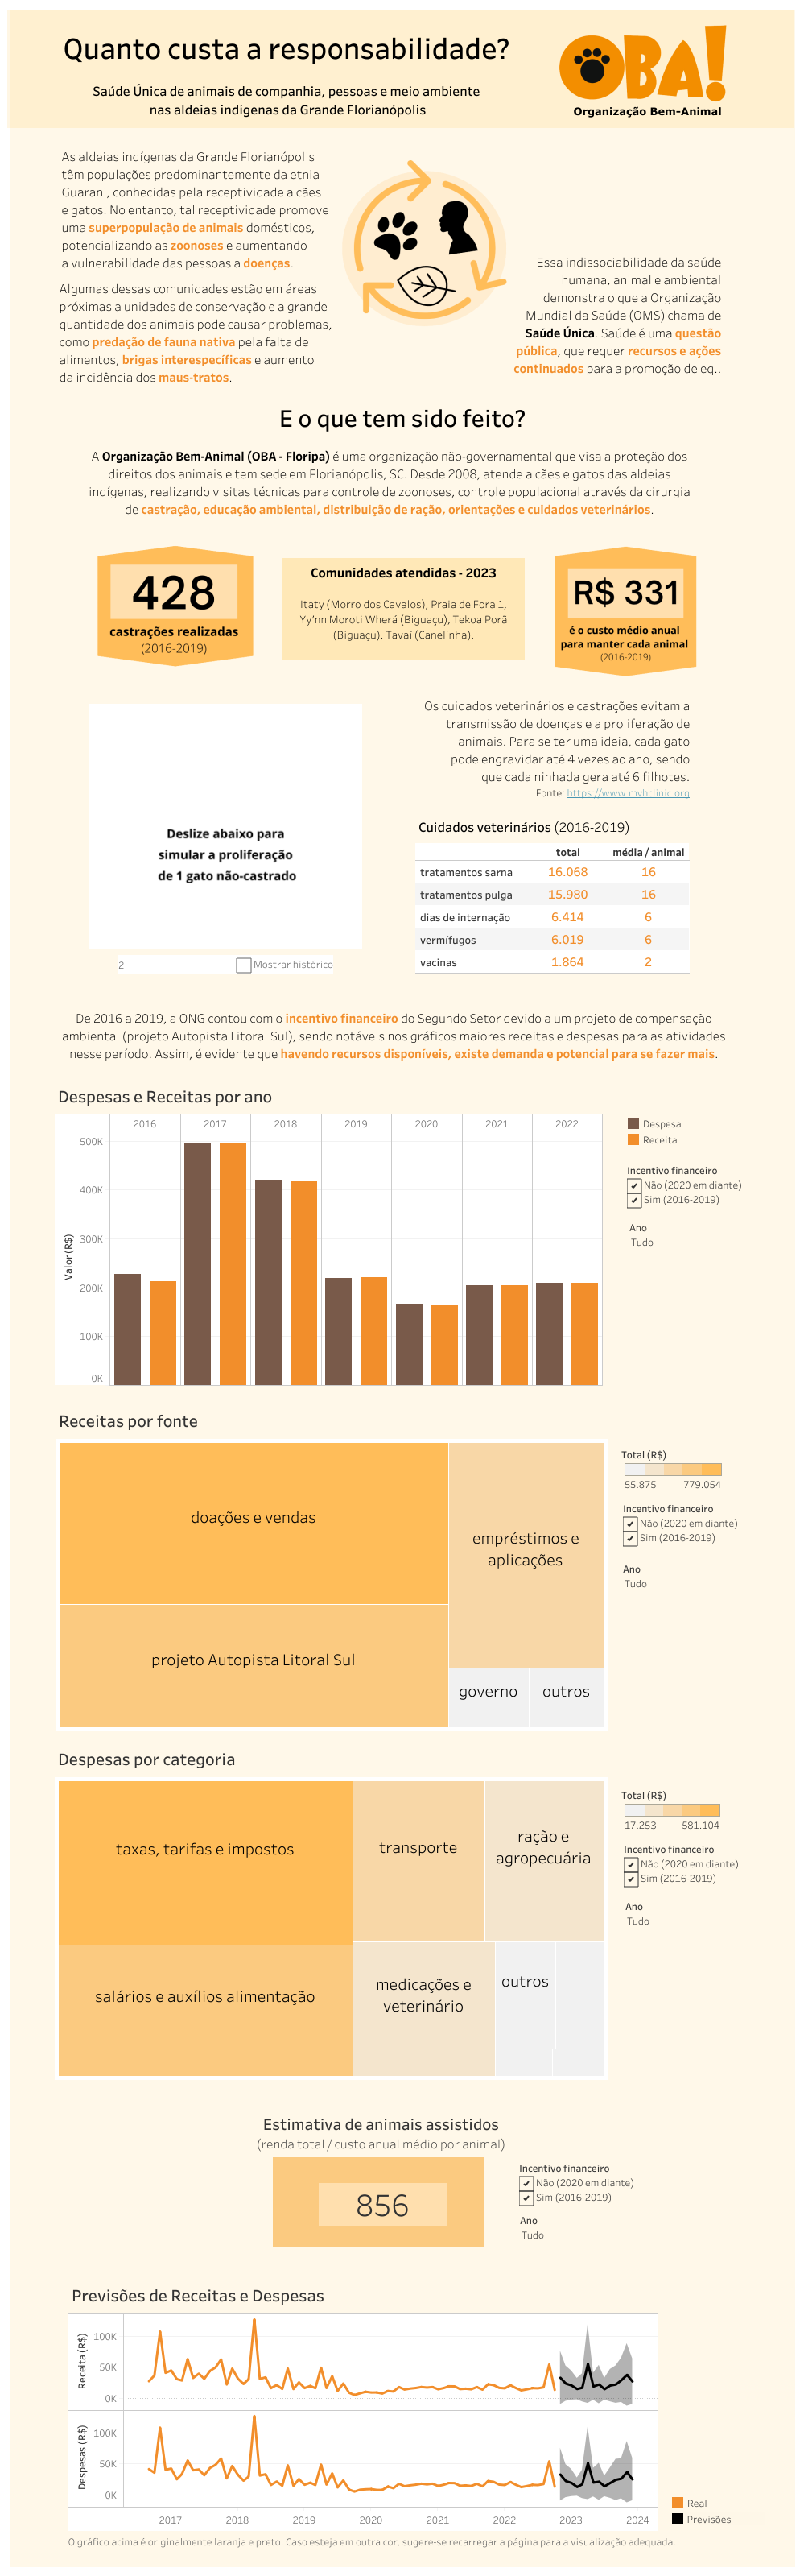 Quanto custa a responsabilidade?
Saúde Única de animais de companhia, pessoas e meio ambiente
nas aldeias indígenas da Grande Florianópolis
OBA!
Organização Bem-Animal
As aldeias indígenas da Grande Florianópolis
têm populações predominantemente da etnia
Guarani, conhecidas pela receptividade a cães
e gatos. No entanto, tal receptividade promove
uma superpopulação de animais domésticos,
potencializando as zoonoses e aumentando
a vulnerabilidade das pessoas a doenças.
Algumas dessas comunidades estão em áreas
próximas a unidades de conservação e a grande
quantidade dos animais pode causar problemas,
como predação de fauna nativa pela falta de
alimentos, brigas interespecíficas e aumento
da incidência dos maus-tratos.
Essa indissociabilidade da saúde
humana, animal e ambiental
demonstra o que a Organização
Mundial da Saúde (OMS) chama de
Saúde Única. Saúde é uma questão
pública, que requer recursos e ações
continuados para a promoção de eq..
E o que tem sido feito?
A Organização Bem-Animal (OBA - Floripa) é uma organização não-governamental que visa a proteção dos
direitos dos animais e tem sede em Florianópolis, SC. Desde 2008, atende a cães e gatos das aldeias
indígenas, realizando visitas técnicas para controle de zoonoses, controle populacional através da cirurgia
de castração, educação ambiental, distribuição de ração, orientações e cuidados veterinários.
428
castrações realizadas
(2016-2019)
Comunidades atendidas - 2023
Itaty (Morro dos Cavalos), Praia de Fora 1,
Yy'nn Moroti Wherá (Biguaçu), Tekoa Porã
(Biguaçu), Tavaí (Canelinha).
R$ 331
é o custo médio anual
para manter cada animal
(2016-2019)
Deslize abaixo para
simular a proliferação
de 1 gato não-castrado
2
Mostrar histórico
Os cuidados veterinários e castrações evitam a
transmissão de doenças e a proliferação de
animais. Para se ter uma ideia, cada gato
pode engravidar até 4 vezes ao ano, sendo
que cada ninhada gera até 6 filhotes.
Fonte: https://www.mvhclinic.org
Cuidados veterinários (2016-2019)
total média / animal
tratamentos sarna 16.068 16
tratamentos pulga 15.980 16
dias de internação 6.414 6
vermífugos 6.019 6
vacinas 1.864 2
De 2016 a 2019, a ONG contou com o incentivo financeiro do Segundo Setor devido a um projeto de compensação
ambiental (projeto Autopista Litoral Sul), sendo notáveis nos gráficos maiores receitas e despesas para as atividades
nesse período. Assim, é evidente que havendo recursos disponíveis, existe demanda e potencial para se fazer mais.
Despesas e Receitas por ano
2016 2017 2018 2019 2020 2021 2022
500K
400K
300K
200K
100K
0K
Valor (R$)
Despesa
Receita
Incentivo financeiro
Não (2020 em diante)
Sim (2016-2019)
Ano
Tudo
Receitas por fonte
doações e vendas
projeto Autopista Litoral Sul
empréstimos e
aplicações
governo
outros
Total (R$)
55.875 779.054
Incentivo financeiro
Não (2020 em diante)
Sim (2016-2019)
Ano
Tudo
Despesas por categoria
taxas, tarifas e impostos
salários e auxílios alimentação
transporte
ração e
agropecuária
medicações e
veterinário
outros
Total (R$)
17.253 581.104
Incentivo financeiro
Não (2020 em diante)
Sim (2016-2019)
Ano
Tudo
Estimativa de animais assistidos
(renda total / custo anual médio por animal)
856
Incentivo financeiro
Não (2020 em diante)
Sim (2016-2019)
Ano
Tudo
Previsões de Receitas e Despesas
Receita (R$)
100K
50K
0K
Despesas (R$)
100K
50K
0K
2017 2018 2019 2020 2021 2022 2023 2024
Real
Previsões
O gráfico acima é originalmente laranja e preto. Caso esteja em outra cor, sugere-se recarregar a página para a visualização adequada.